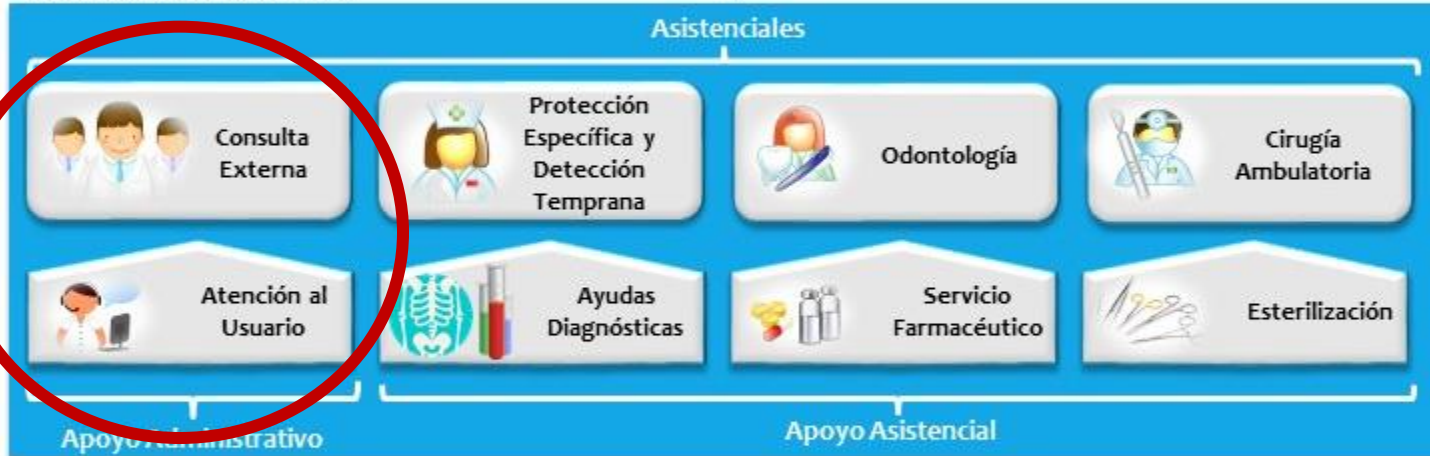 Asistenciales
Consulta
Externa
Protección
Específica y
Detección
Temprana
Odontología
Cirugía
Ambulatoria
Atención al
Usuario
Ayudas
Diagnósticas
Servicio
Farmacéutico
Esterilización
Apoyo Administrativo
Apoyo Asistencial